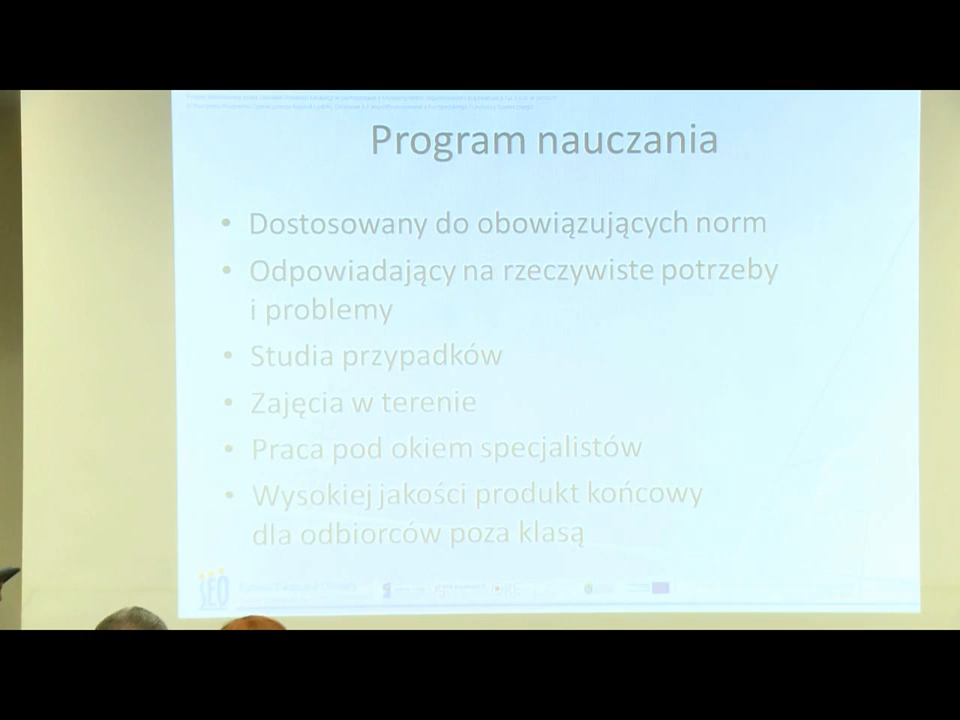 Program nauczania
• Dostosowany do obowiązujących norm
• Odpowiadający na rzeczywiste potrzeby
i problemy
• Studia przypadków
• Zajęcia w terenie
• Praca pod okiem specjalistów
• Wysokiej jakości produkt końcowy
dla odbiorców poza klasą
SEO